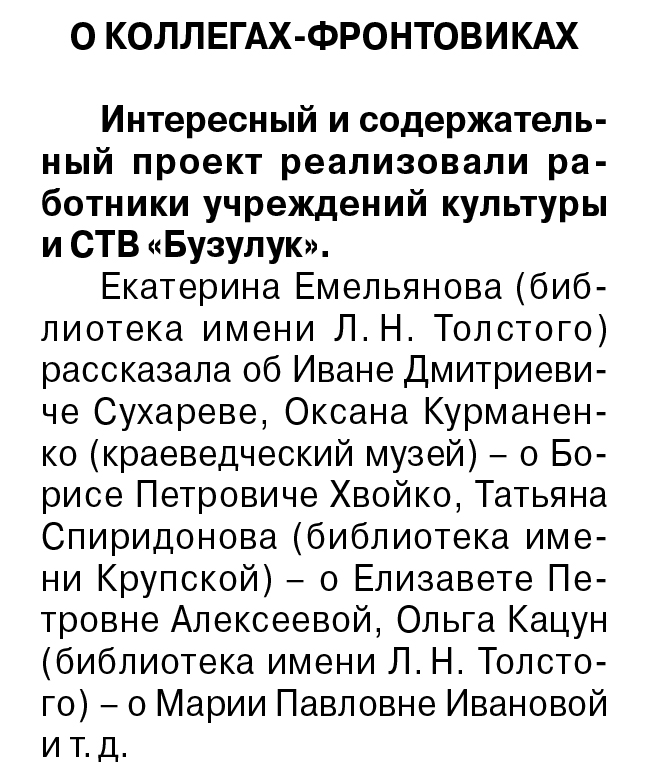 О КОЛЛЕГАХ-ФРОНТОВИКАХ
Интересный и содержатель-
ный проект реализовали ра-
ботники учреждений культуры
и СТВ «Бузулук».
Екатерина Емельянова (биб-
лиотека имени Л. Н. Толстого)
рассказала об Иване Дмитриеви-
че Сухареве, Оксана Курманен-
ко (краеведческий музей) – о Бо-
рисе Петровиче Хвойко, Татьяна
Спиридонова (библиотека име-
ни Крупской) – о Елизавете Пе-
тровне Алексеевой, Ольга Кацун
(библиотека имени Л. Н. Толсто-
го) – о Марии Павловне Ивановой
и т. д.